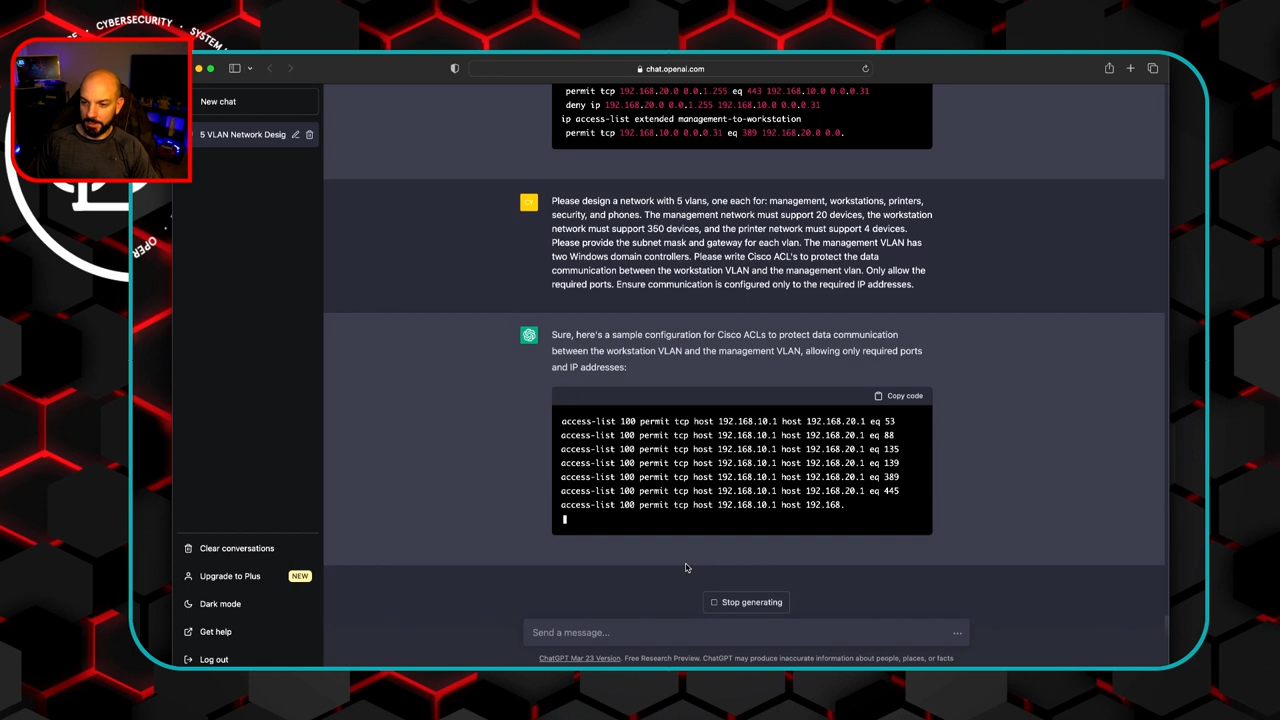 CYBERSECURITY · SYSTEM
OPER
chat.openai.com
New chat
5 VLAN Network Desig
permit tcp 192.168.20.0 0.0.1.255 eq 443 192.168.10.0 0.0.0.31
deny ip 192.168.20.0 0.0.1.255 192.168.10.0 0.0.0.31
ip access-list extended management-to-workstation
permit tcp 192.168.10.0 0.0.0.31 eq 389 192.168.20.0 0.0.
CY
Please design a network with 5 vlans, one each for: management, workstations, printers,
security, and phones. The management network must support 20 devices, the workstation
network must support 350 devices, and the printer network must support 4 devices.
Please provide the subnet mask and gateway for each vlan. The management VLAN has
two Windows domain controllers. Please write Cisco ACL's to protect the data
communication between the workstation VLAN and the management vlan. Only allow the
required ports. Ensure communication is configured only to the required IP addresses.
Sure, here's a sample configuration for Cisco ACLs to protect data communication
between the workstation VLAN and the management VLAN, allowing only required ports
and IP addresses:
Copy code
access-list 100 permit tcp host 192.168.10.1 host 192.168.20.1 eq 53
access-list 100 permit tcp host 192.168.10.1 host 192.168.20.1 eq 88
access-list 100 permit tcp host 192.168.10.1 host 192.168.20.1 eq 135
access-list 100 permit tcp host 192.168.10.1 host 192.168.20.1 eq 139
access-list 100 permit tcp host 192.168.10.1 host 192.168.20.1 eq 389
access-list 100 permit tcp host 192.168.10.1 host 192.168.20.1 eq 445
access-list 100 permit tcp host 192.168.10.1 host 192.168.
Clear conversations
Upgrade to Plus NEW
Dark mode
Get help
Log out
Stop generating
Send a message...
ChatGPT Mar 23 Version. Free Research Preview. ChatGPT may produce inaccurate information about people, places, or facts